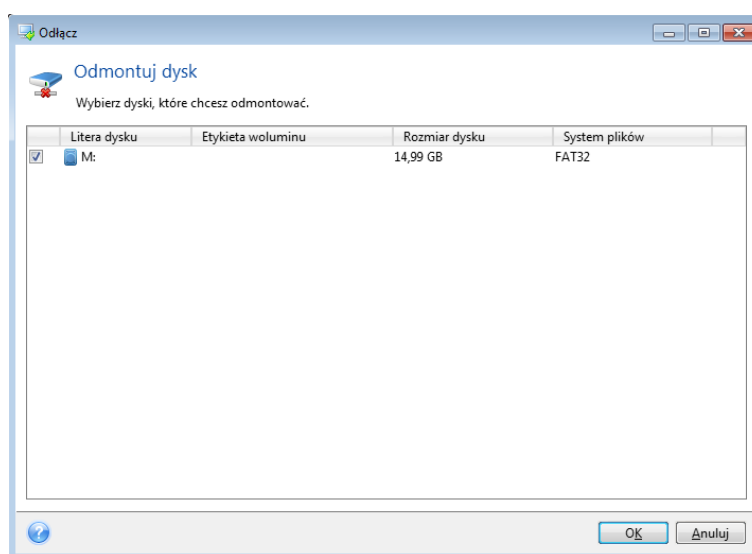 Odłącz
Odmontuj dysk
Wybierz dyski, które chcesz odmontować.
Litera dysku Etykieta woluminu Rozmiar dysku System plików
M: 14,99 GB FAT32
OK Anuluj